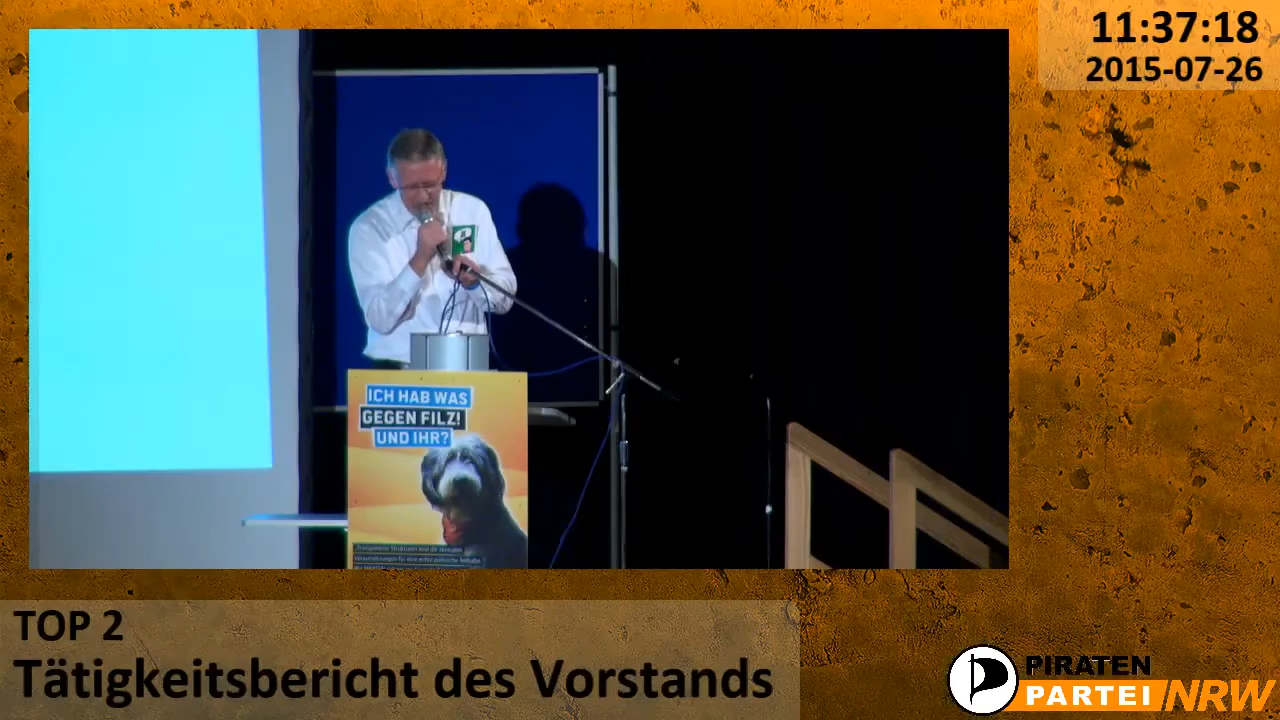 11:37:18
2015-07-26
ICH HAB WAS
GEGEN FILZ!
UND IHR?
TOP 2
Tätigkeitsbericht des Vorstands
PIRATEN
PARTEI NRW